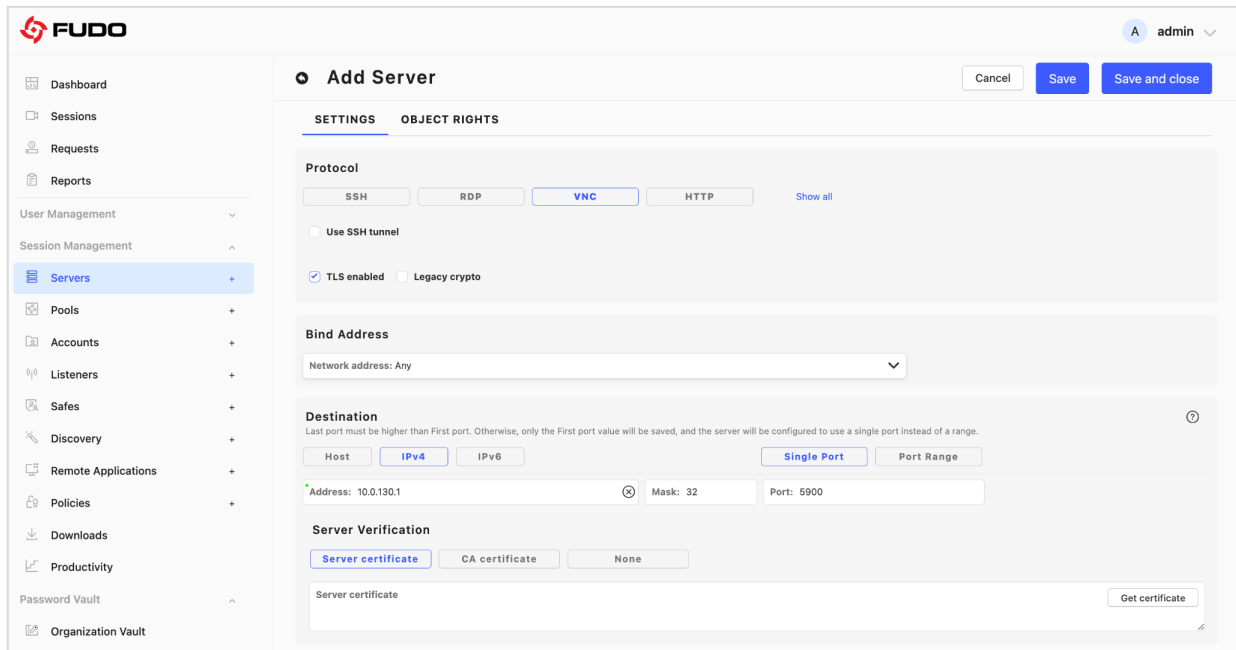 FUDO
A admin
Dashboard
Sessions
Requests
Reports
User Management
Session Management
Servers +
Pools +
Accounts +
Listeners +
Safes +
Discovery +
Remote Applications +
Policies +
Downloads
Productivity
Password Vault
Organization Vault
Add Server
Cancel Save Save and close
SETTINGS OBJECT RIGHTS
Protocol
SSH RDP VNC HTTP Show all
Use SSH tunnel
TLS enabled Legacy crypto
Bind Address
Network address: Any
Destination
Last port must be higher than First port. Otherwise, only the First port value will be saved, and the server will be configured to use a single port instead of a range.
Host IPv4 IPv6 Single Port Port Range
Address: 10.0.130.1 Mask: 32 Port: 5900
Server Verification
Server certificate CA certificate None
Server certificate Get certificate